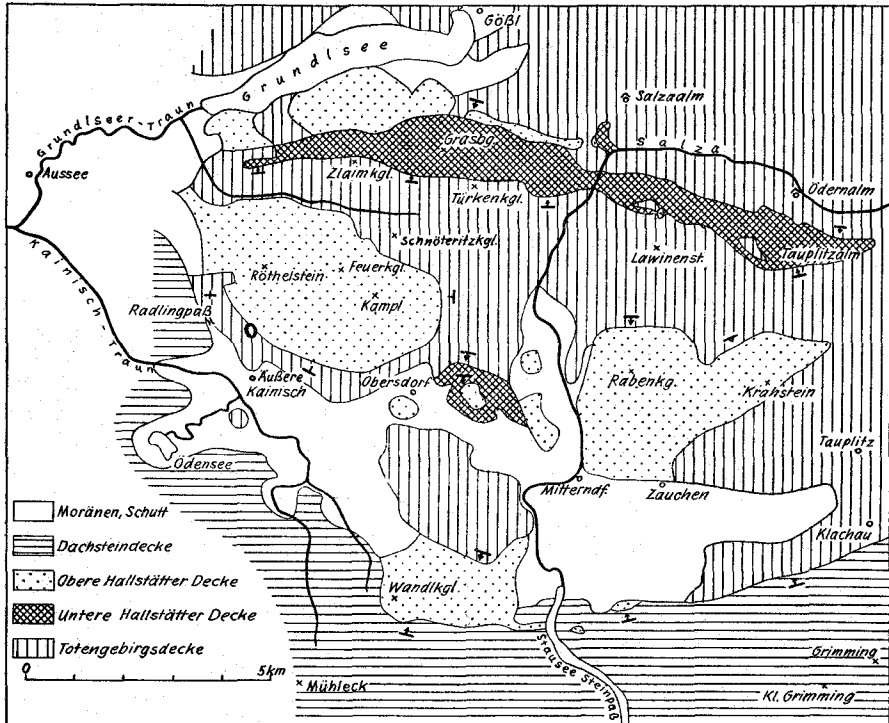 Gößl
Grundlsee
Grundlseer-Traun
Salzaalm
Salza
Grasbg.
Aussee
Zlaimkgl.
Türkenkgl.
Ödernalm
Schnöteritzkgl.
Lawinenst.
Tauplitzalm
Kainisch-Traun
Röthelstein
Feuerkgl.
Kampl
Radlingpaß
Äußere
Kainisch
Obersdorf
Rabenkg.
Krahstein
Tauplitz
Ödensee
Mitterndf.
Zauchen
Klachau
Moränen, Schutt
Dachsteindecke
Obere Hallstätter Decke
Wandlkgl.
Untere Hallstätter Decke
Totengebirgsdecke
Stausee Steinpaß
Grimming
0 5km
Mühleck
Kl. Grimming